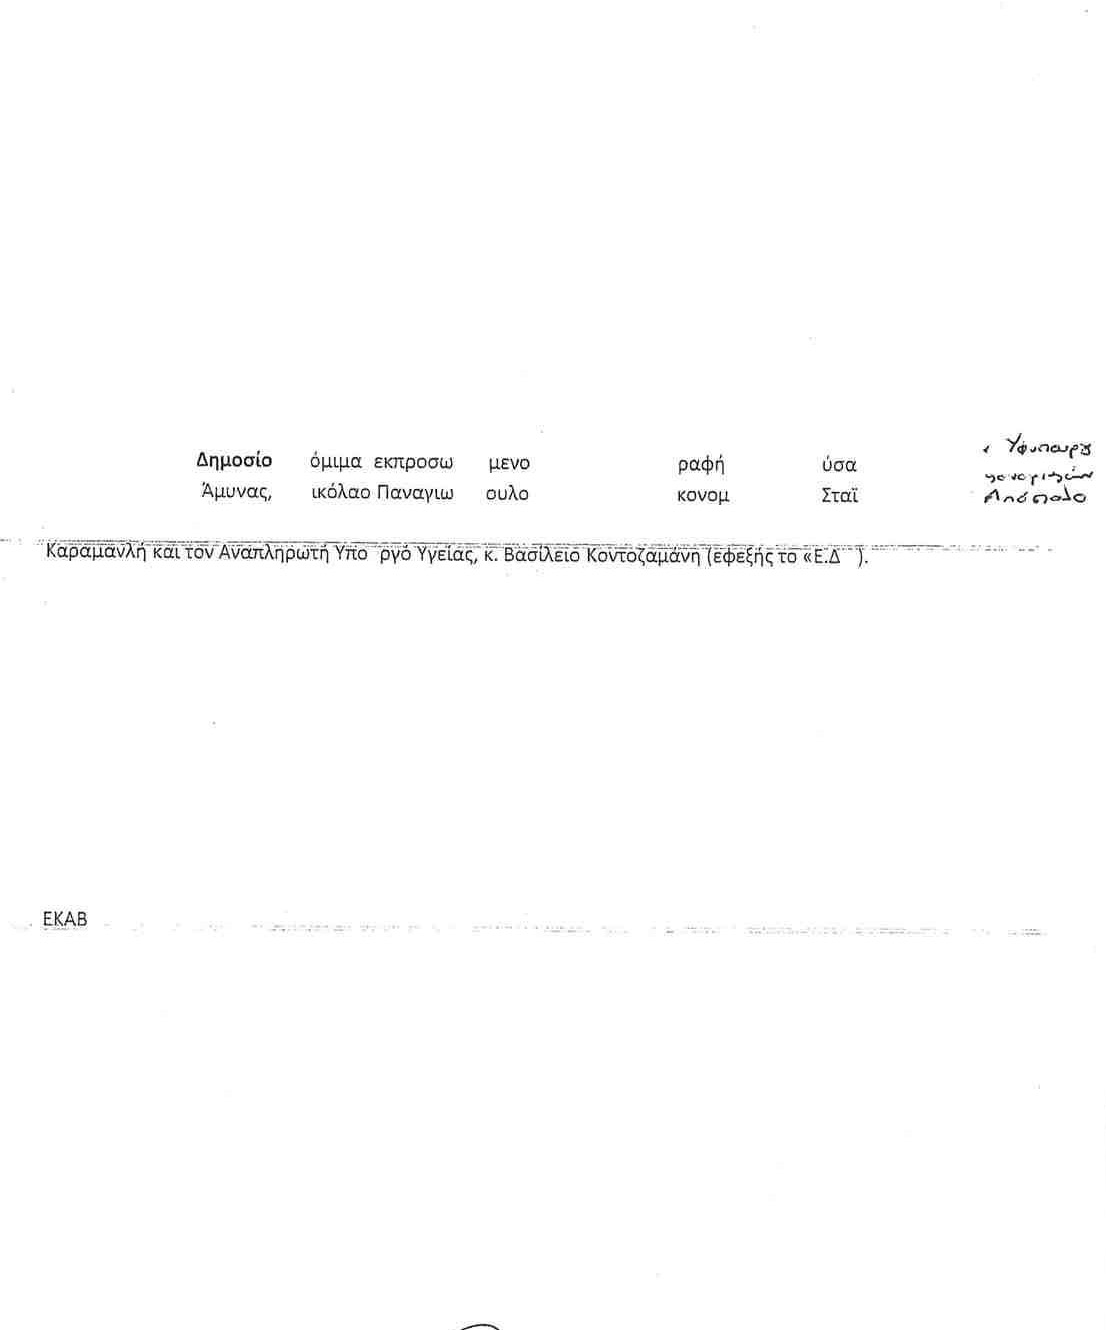 Δημοσίο όμιμα εκπροσω μενο ραφή ύσα
Άμυνας, ικόλαο Παναγιω ουλο κονομ Σταϊ
Καραμανλή και τον Αναπληρωτή Υπο ργό Υγείας, κ. Βασίλειο Κοντοζαμάνη (εφεξής το «Ε.Δ ).
ΕΚΑΒ